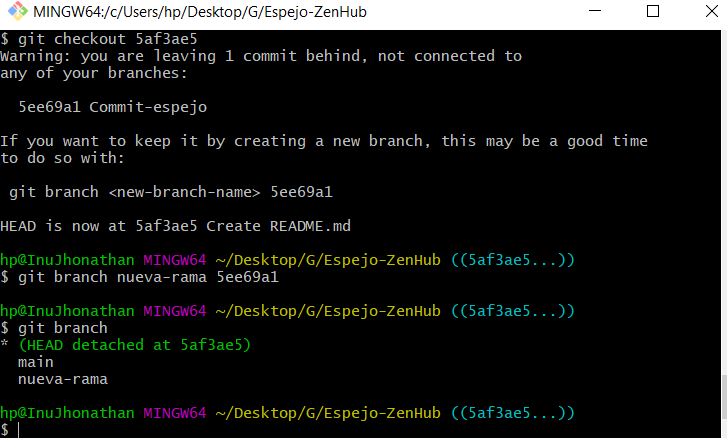 MINGW64:/c/Users/hp/Desktop/G/Espejo-ZenHub
$ git checkout 5af3ae5
Warning: you are leaving 1 commit behind, not connected to
any of your branches:
5ee69a1 Commit-espejo
If you want to keep it by creating a new branch, this may be a good time
to do so with:
git branch <new-branch-name> 5ee69a1
HEAD is now at 5af3ae5 Create README.md
hp@InuJhonathan MINGW64 ~/Desktop/G/Espejo-ZenHub ((5af3ae5...))
$ git branch nueva-rama 5ee69a1
hp@InuJhonathan MINGW64 ~/Desktop/G/Espejo-ZenHub ((5af3ae5...))
$ git branch
* (HEAD detached at 5af3ae5)
main
nueva-rama
hp@InuJhonathan MINGW64 ~/Desktop/G/Espejo-ZenHub ((5af3ae5...))
$